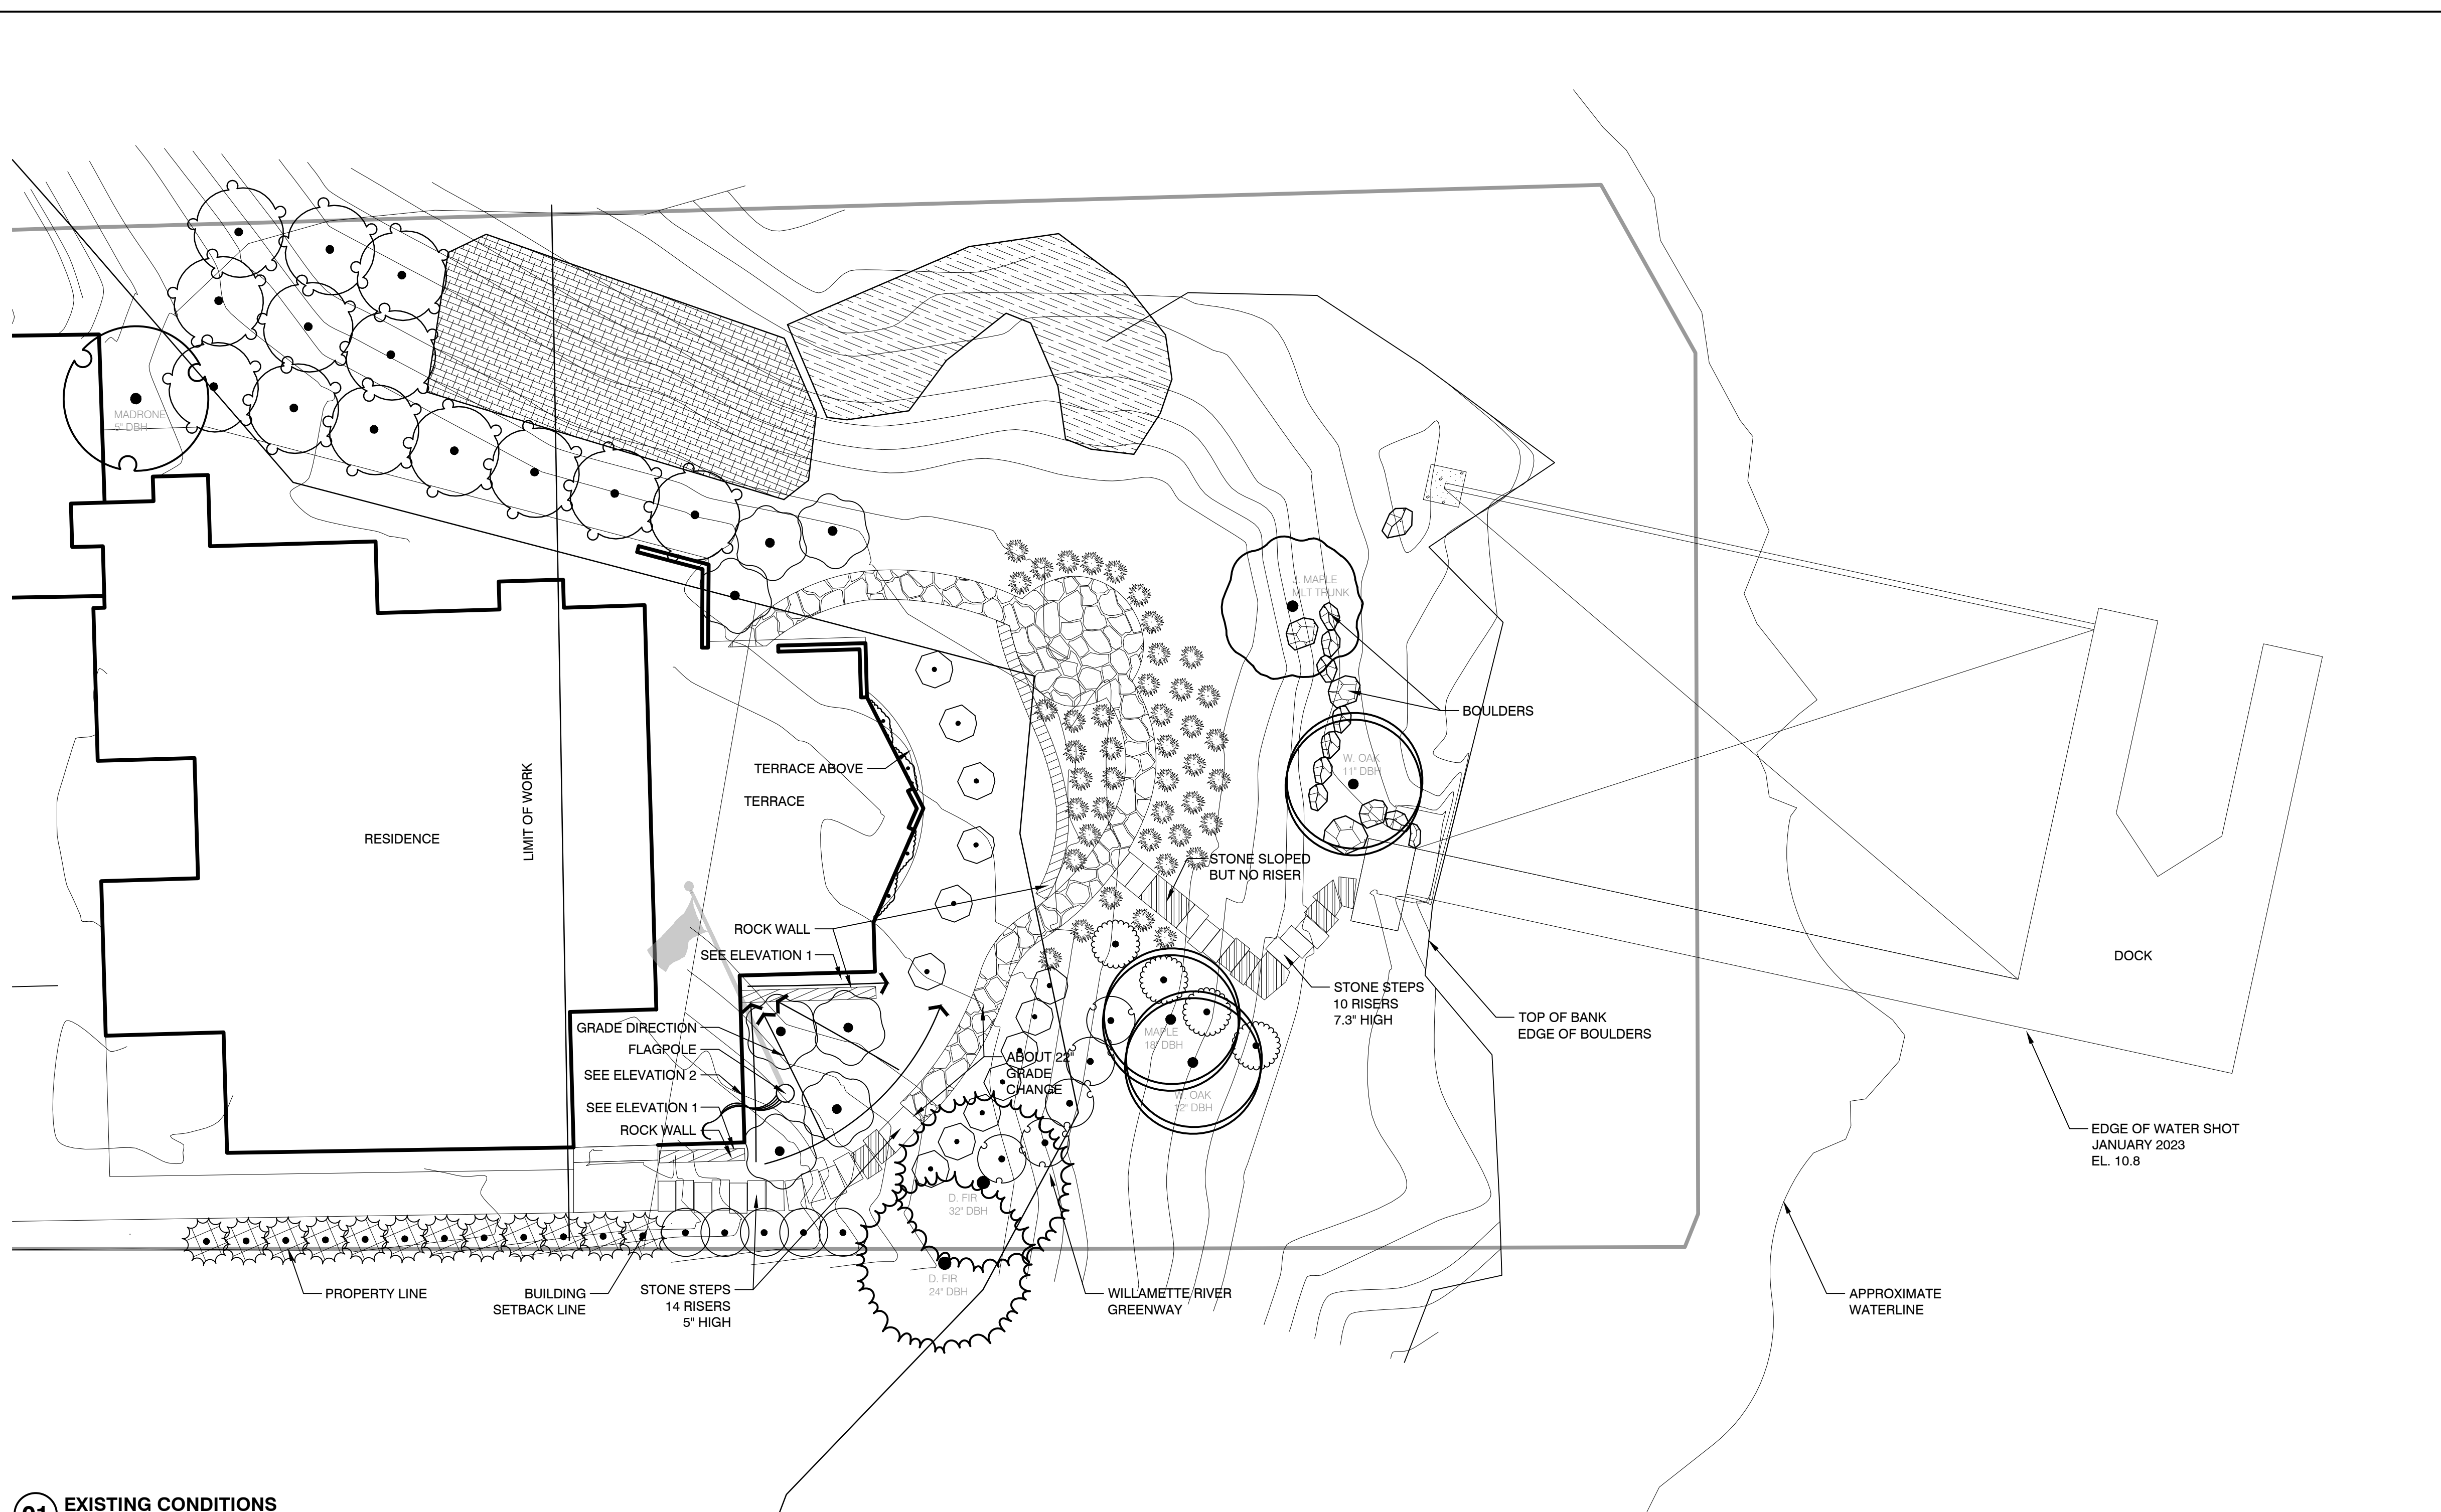 MADRONE
5" DBH
J. MAPLE
MLT TRUNK
BOULDERS
W. OAK
11" DBH
TERRACE ABOVE
TERRACE
RESIDENCE
LIMIT OF WORK
STONE SLOPED
BUT NO RISER
ROCK WALL
SEE ELEVATION 1
DOCK
STONE STEPS
10 RISERS
7.3" HIGH
TOP OF BANK
EDGE OF BOULDERS
GRADE DIRECTION
FLAGPOLE
SEE ELEVATION 2
SEE ELEVATION 1
ROCK WALL
ABOUT 22"
GRADE
CHANGE
MAPLE
18" DBH
W. OAK
12" DBH
EDGE OF WATER SHOT
JANUARY 2023
EL. 10.8
D. FIR
32" DBH
D. FIR
24" DBH
PROPERTY LINE
BUILDING
SETBACK LINE
STONE STEPS
14 RISERS
5" HIGH
WILLAMETTE RIVER
GREENWAY
APPROXIMATE
WATERLINE
01 EXISTING CONDITIONS